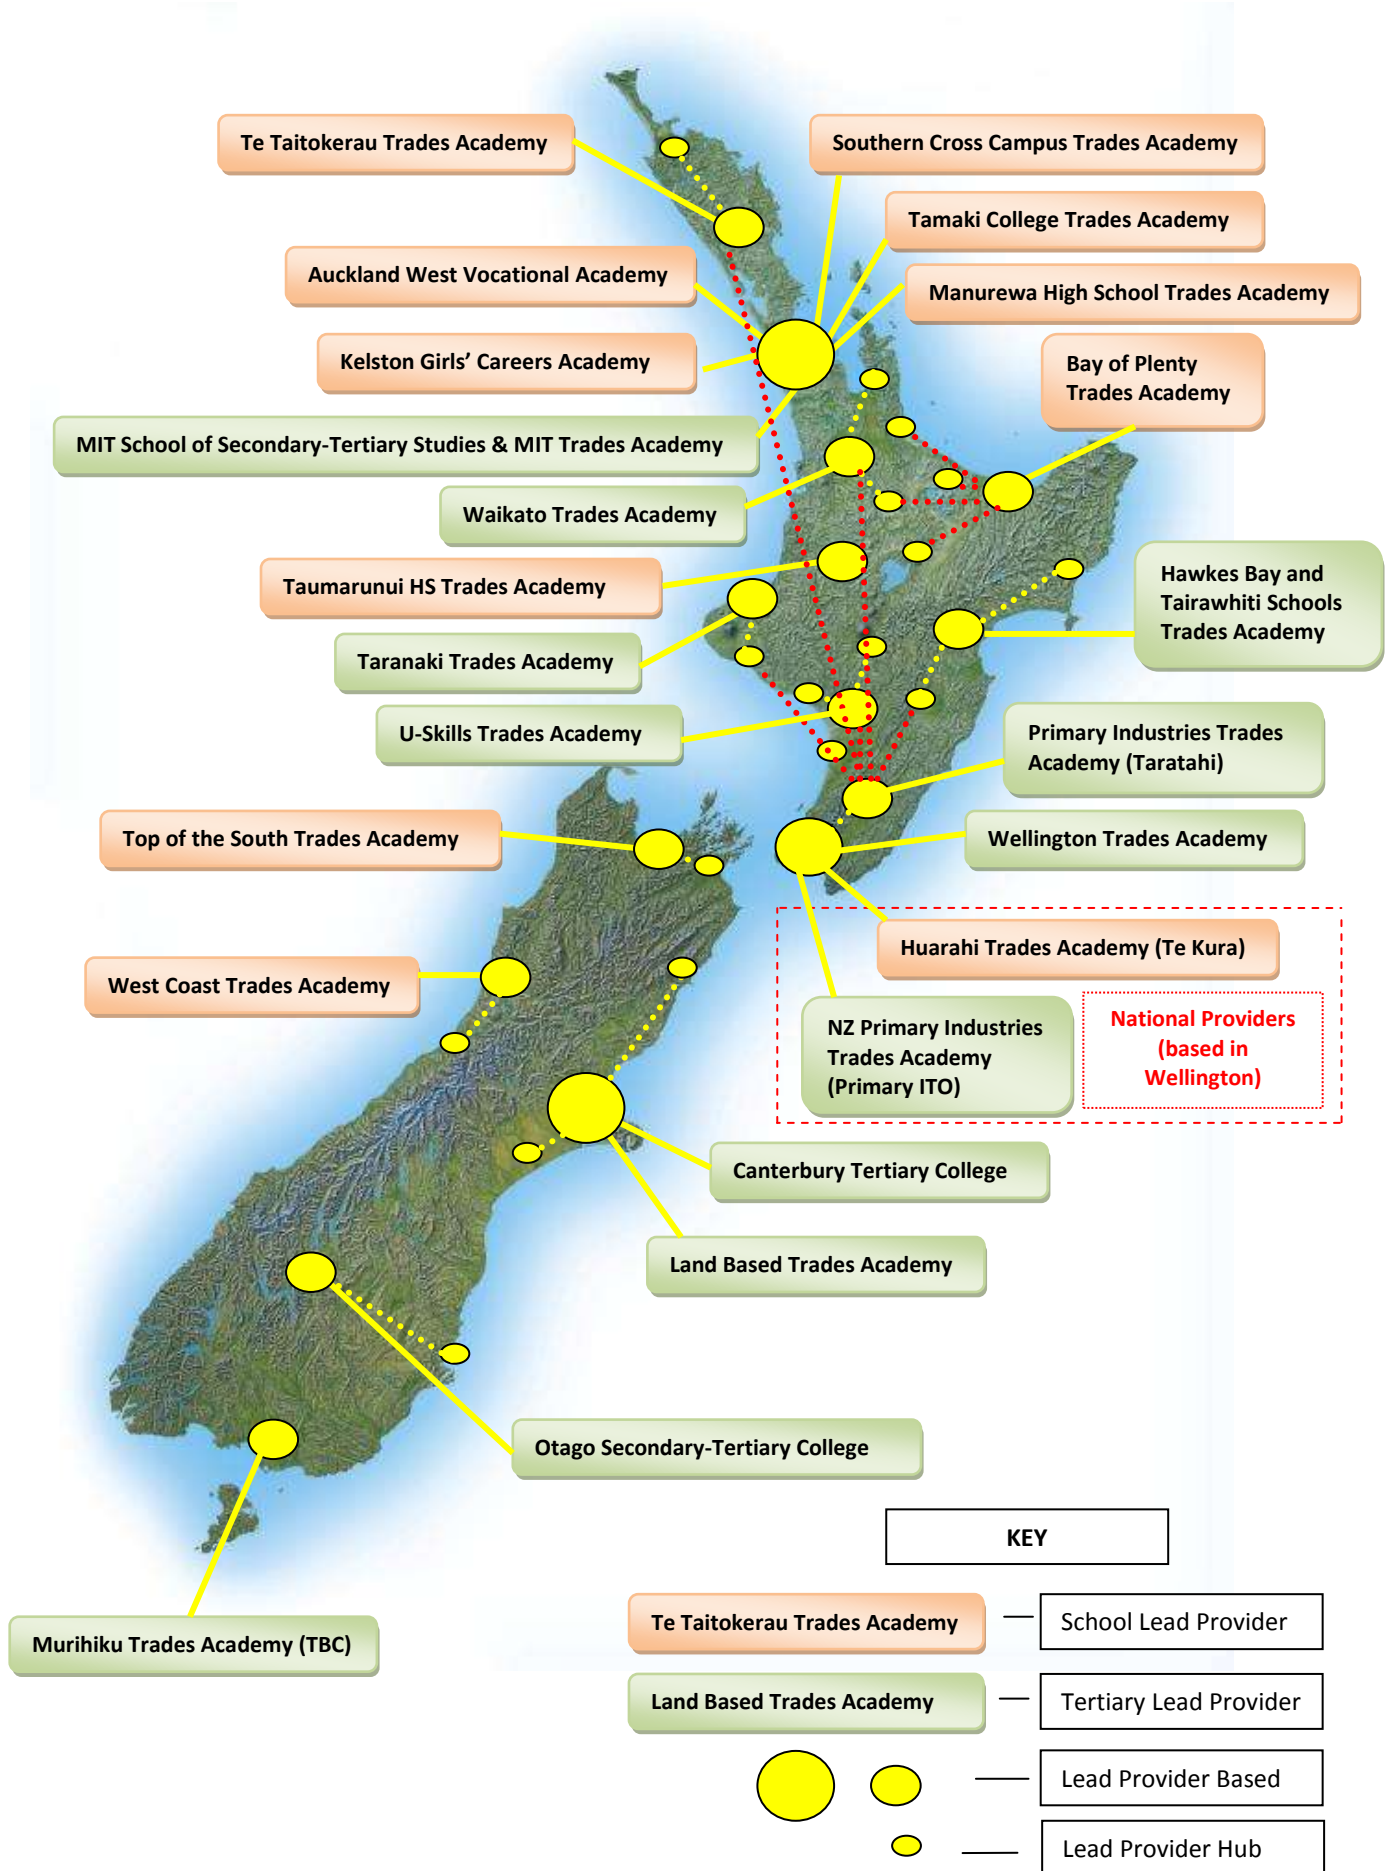 Te Taitokerau Trades Academy
Southern Cross Campus Trades Academy
Tamaki College Trades Academy
Auckland West Vocational Academy
Manurewa High School Trades Academy
Kelston Girls’ Careers Academy
Bay of Plenty
Trades Academy
MIT School of Secondary-Tertiary Studies & MIT Trades Academy
Waikato Trades Academy
Taumarunui HS Trades Academy
Hawkes Bay and
Tairawhiti Schools
Trades Academy
Taranaki Trades Academy
U-Skills Trades Academy
Primary Industries Trades
Academy (Taratahi)
Top of the South Trades Academy
Wellington Trades Academy
Huarahi Trades Academy (Te Kura)
West Coast Trades Academy
NZ Primary Industries
Trades Academy
(Primary ITO)
National Providers
(based in
Wellington)
Canterbury Tertiary College
Land Based Trades Academy
Otago Secondary-Tertiary College
KEY
Murihiku Trades Academy (TBC)
Te Taitokerau Trades Academy
School Lead Provider
Land Based Trades Academy
Tertiary Lead Provider
Lead Provider Based
Lead Provider Hub